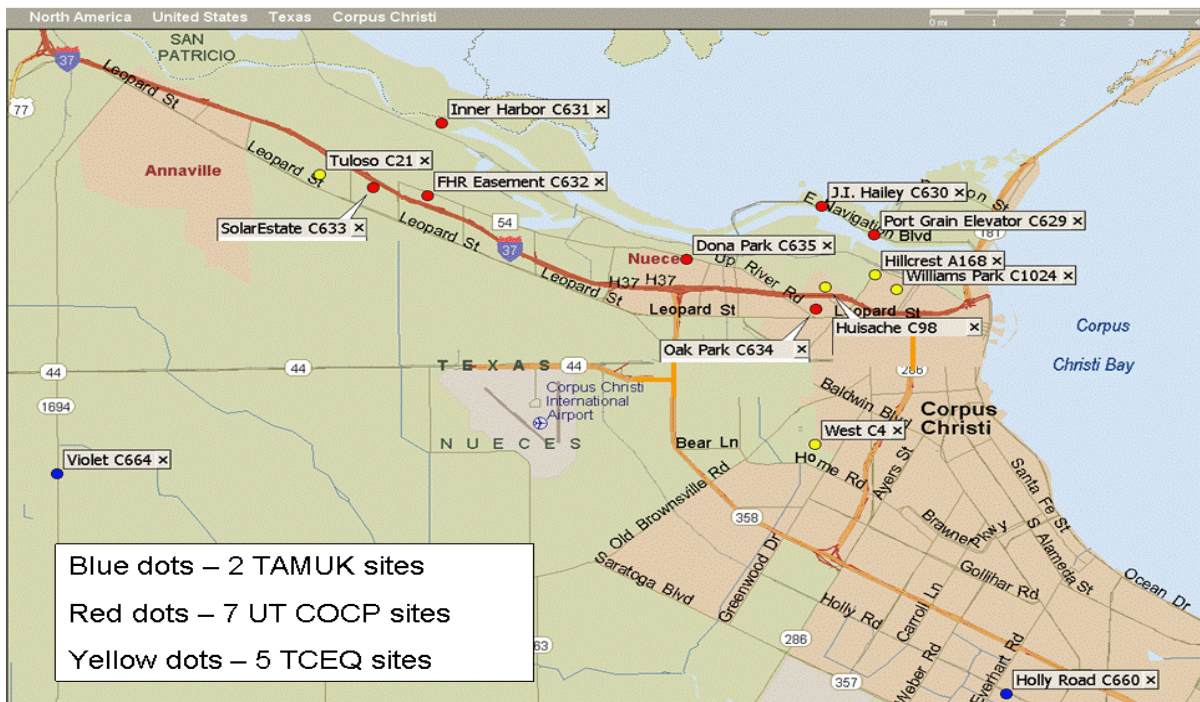 North America United States Texas Corpus Christi
0 mi 1 2 3 4
SAN
PATRICIO
37
77
Leopard St
Annaville
Leopard St
Inner Harbor C631 ×
Tuloso C21 ×
FHR Easement C632 ×
SolarEstate C633 ×
54
Leopard St
37
Leopard St
J.I. Hailey C630 ×
E Navigation Blvd
Port Grain Elevator C629 ×
181
Dona Park C635 ×
Nuece
Up River Rd
Hillcrest A168 ×
Williams Park C1024 ×
H37 H37
Leopard St
Leopard St
Huisache C98 ×
Oak Park C634 ×
Corpus
Christi Bay
TEXAS
44
44
44
286
Corpus Christi
International
Airport
1694
NUECES
Baldwin Blvd
Corpus
Christi
Bear Ln
West C4 ×
Home Rd
Ayers St
Violet C664 ×
Old Brownsville Rd
358
Santa Fe St
Brawner Pkwy
S Alameda St
Saratoga Blvd
Greenwood Dr
Gollihar Rd
Ocean Dr
Holly Rd
Carroll Ln
286
63
Weber Rd
Everhart Rd
357
Holly Road C660 ×
Blue dots – 2 TAMUK sites
Red dots – 7 UT COCP sites
Yellow dots – 5 TCEQ sites